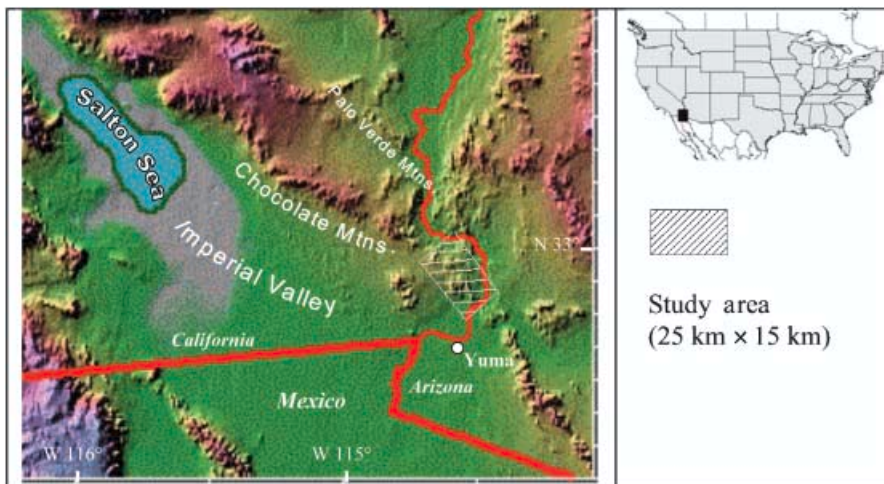 Salton Sea
Palo Verde Mtns.
Chocolate Mtns.
Imperial Valley
N 33°
California
Yuma
Arizona
Mexico
W 116°
W 115°
Study area
(25 km × 15 km)